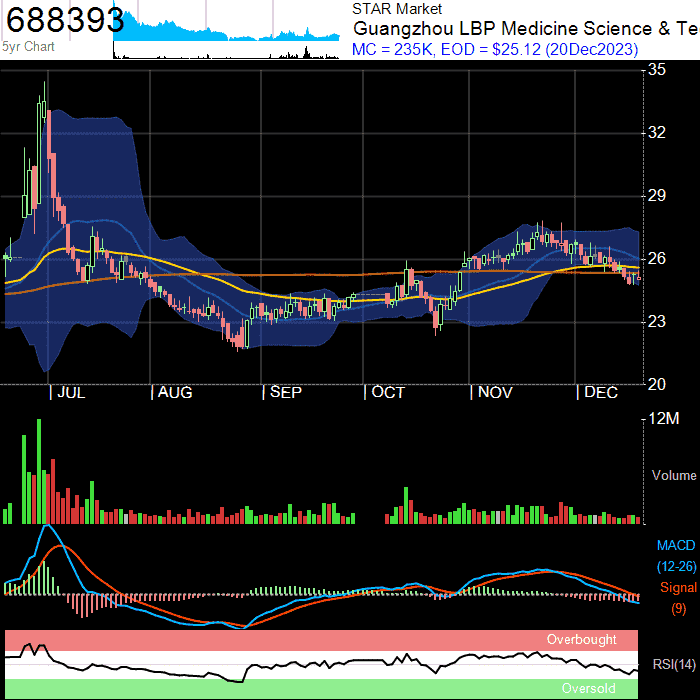 688393
5yr Chart
STAR Market
Guangzhou LBP Medicine Science & Te
MC = 235K, EOD = $25.12 (20Dec2023)
35
32
29
26
23
20
| JUL | AUG | SEP | OCT | NOV | DEC
12M
Volume
MACD
(12-26)
Signal
(9)
Overbought
RSI(14)
Oversold